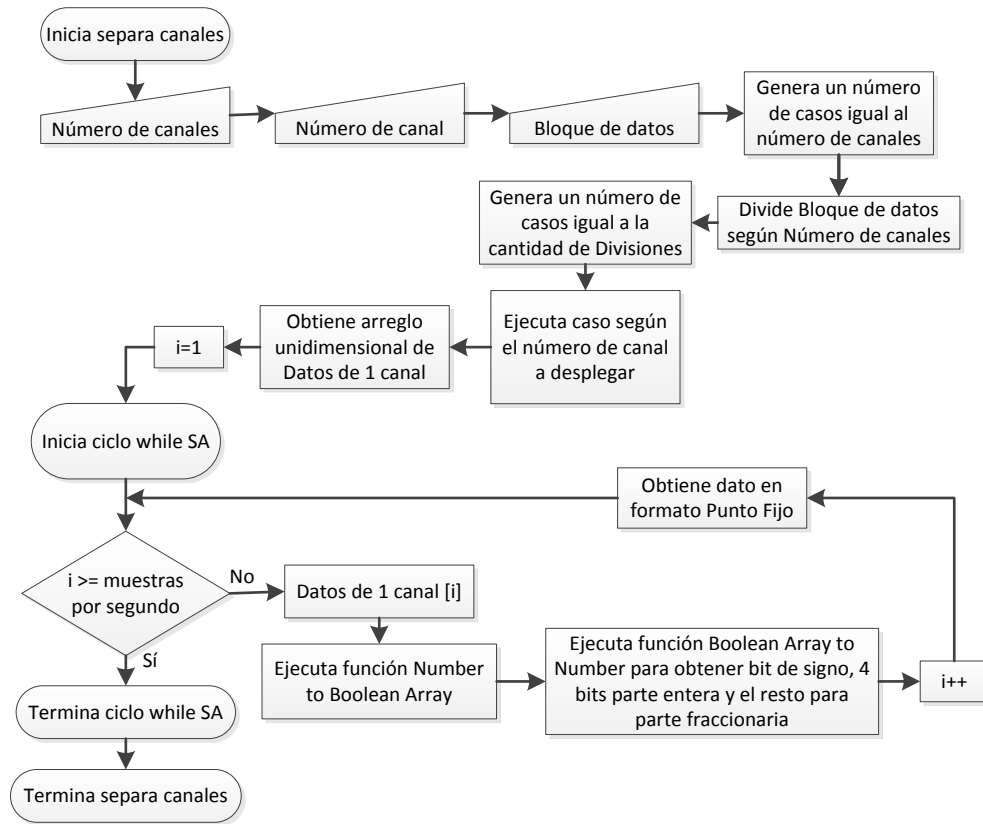 Inicia separa canales
Número de canales
Número de canal
Bloque de datos
Genera un número
de casos igual al
número de canales
Divide Bloque de datos
según Número de canales
Genera un número de
casos igual a la
cantidad de Divisiones
Ejecuta caso según
el número de canal
a desplegar
Obtiene arreglo
unidimensional de
Datos de 1 canal
i=1
Inicia ciclo while SA
i >= muestras
por segundo
No
Datos de 1 canal [i]
Ejecuta función Number
to Boolean Array
Ejecuta función Boolean Array to
Number para obtener bit de signo, 4
bits parte entera y el resto para
parte fraccionaria
i++
Obtiene dato en
formato Punto Fijo
Sí
Termina ciclo while SA
Termina separa canales